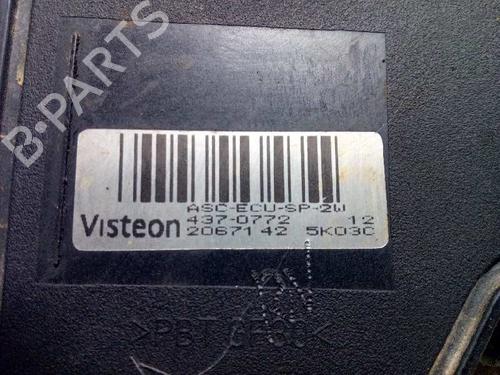 B-PARTS
ASC-ECU-SP-2W
Visteon 437-0772 12
2067142 5K03C
>PBT GF30<